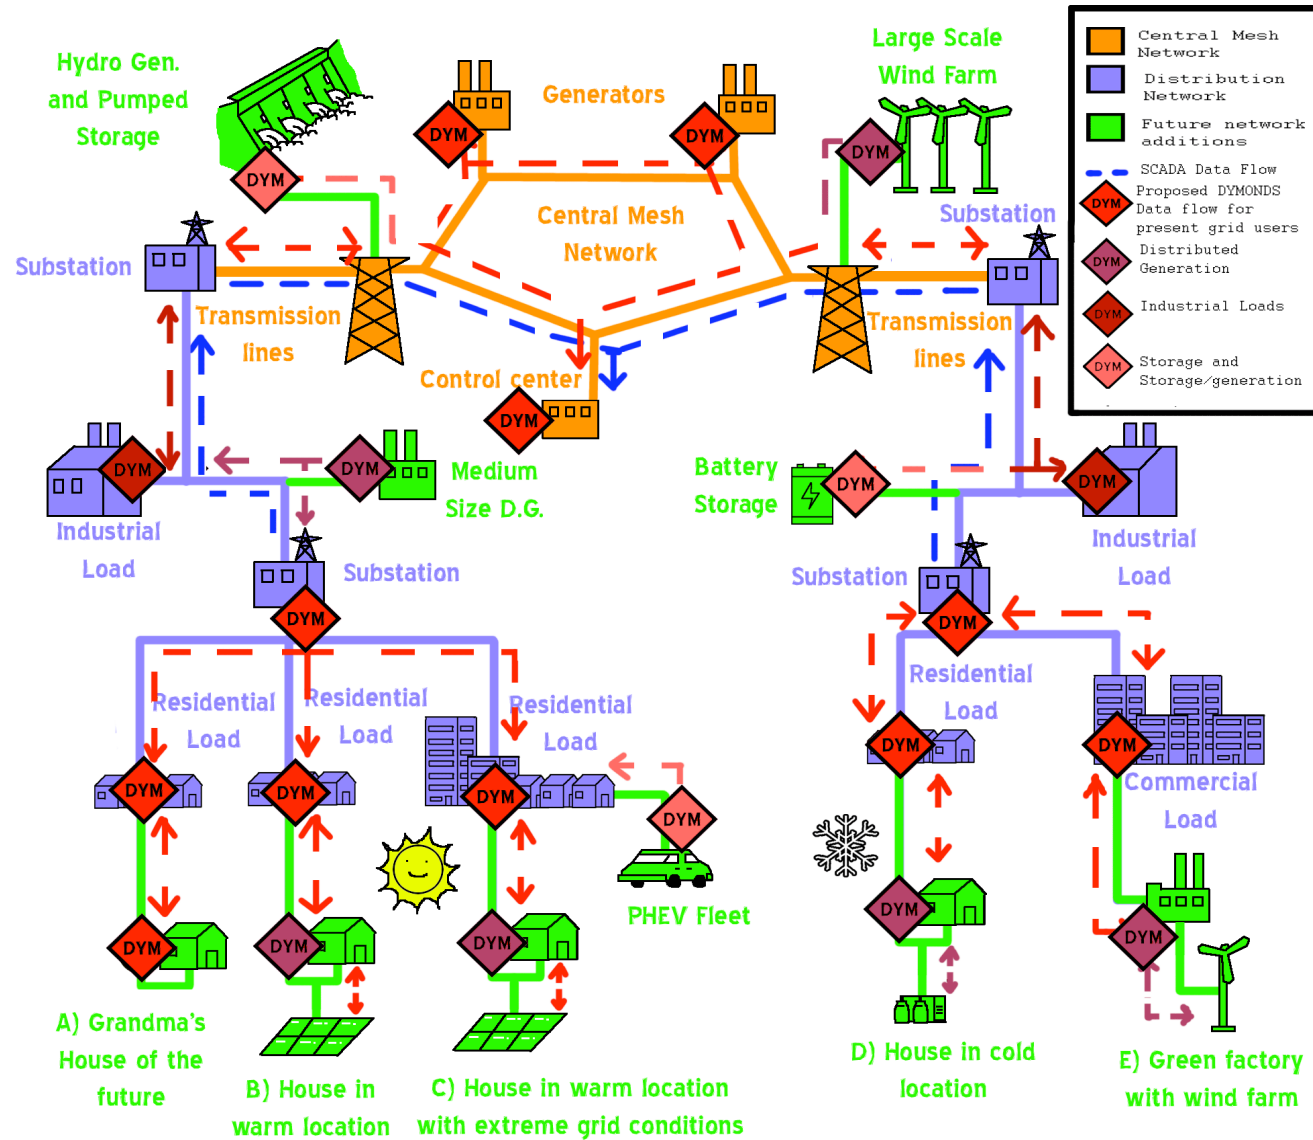 Hydro Gen.
and Pumped
Storage
DYM
Generators
DYM
DYM
Large Scale
Wind Farm
DYM
Central Mesh
Network
Distribution
Network
Future network
additions
SCADA Data Flow
DYM
Proposed DYMONDS
Data flow for
present grid users
DYM
Distributed
Generation
DYM
Industrial Loads
DYM
Storage and
Storage/generation
Substation
Central Mesh
Network
Substation
Transmission
lines
Transmission
lines
Control center
DYM
DYM
Industrial
Load
DYM
Medium
Size D.G.
Battery
Storage
DYM
DYM
Industrial
Load
Substation
DYM
Substation
DYM
Residential
Load
Residential
Load
Residential
Load
Residential
Load
DYM
DYM
DYM
DYM
PHEV Fleet
DYM
DYM
Commercial
Load
DYM
DYM
DYM
DYM
DYM
A) Grandma's
House of the
future
B) House in
warm location
C) House in warm location
with extreme grid conditions
D) House in cold
location
E) Green factory
with wind farm